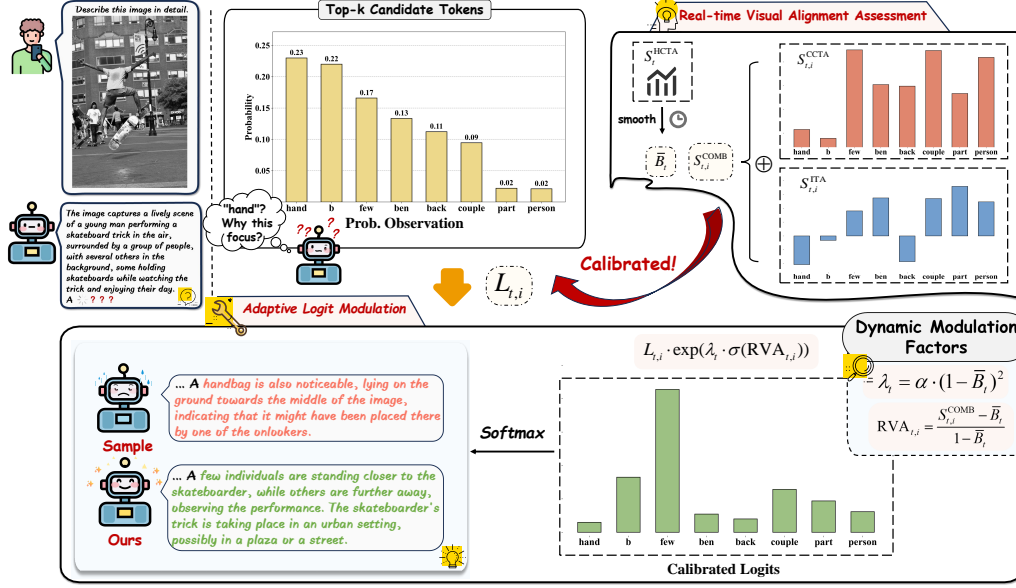 Describe this image in detail.
The image captures a lively scene
of a young man performing a
skateboard trick in the air,
surrounded by a group of people,
with several others in the
background, some holding
skateboards while watching the
trick and enjoying their day.
A ? ? ?
Top-k Candidate Tokens
Probability
0.25
0.20
0.15
0.10
0.05
0.23
0.22
0.17
0.13
0.11
0.09
0.02
0.02
hand b few ben back couple part person
Prob. Observation
"hand"?
Why this
focus?
? ? ? ?
Real-time Visual Alignment Assessment
S_t^HCTA
smooth
B̄_t
S_{t,i}^COMB
⊕
S_{t,i}^CCTA
hand b few ben back couple part person
S_{t,i}^ITA
hand b few ben back couple part person
Calibrated!
L_{t,i}
Adaptive Logit Modulation
... A handbag is also noticeable, lying on the
ground towards the middle of the image,
indicating that it might have been placed there
by one of the onlookers.
Sample
... A few individuals are standing closer to the
skateboarder, while others are further away,
observing the performance. The skateboarder's
trick is taking place in an urban setting,
possibly in a plaza or a street.
Ours
Softmax
L_{t,i} · exp(λ_t · σ(RVA_{t,i}))
hand b few ben back couple part person
Calibrated Logits
Dynamic Modulation
Factors
λ_t = α · (1 − B̄_t)^2
RVA_{t,i} = (S_{t,i}^COMB − B̄_t) / (1 − B̄_t)